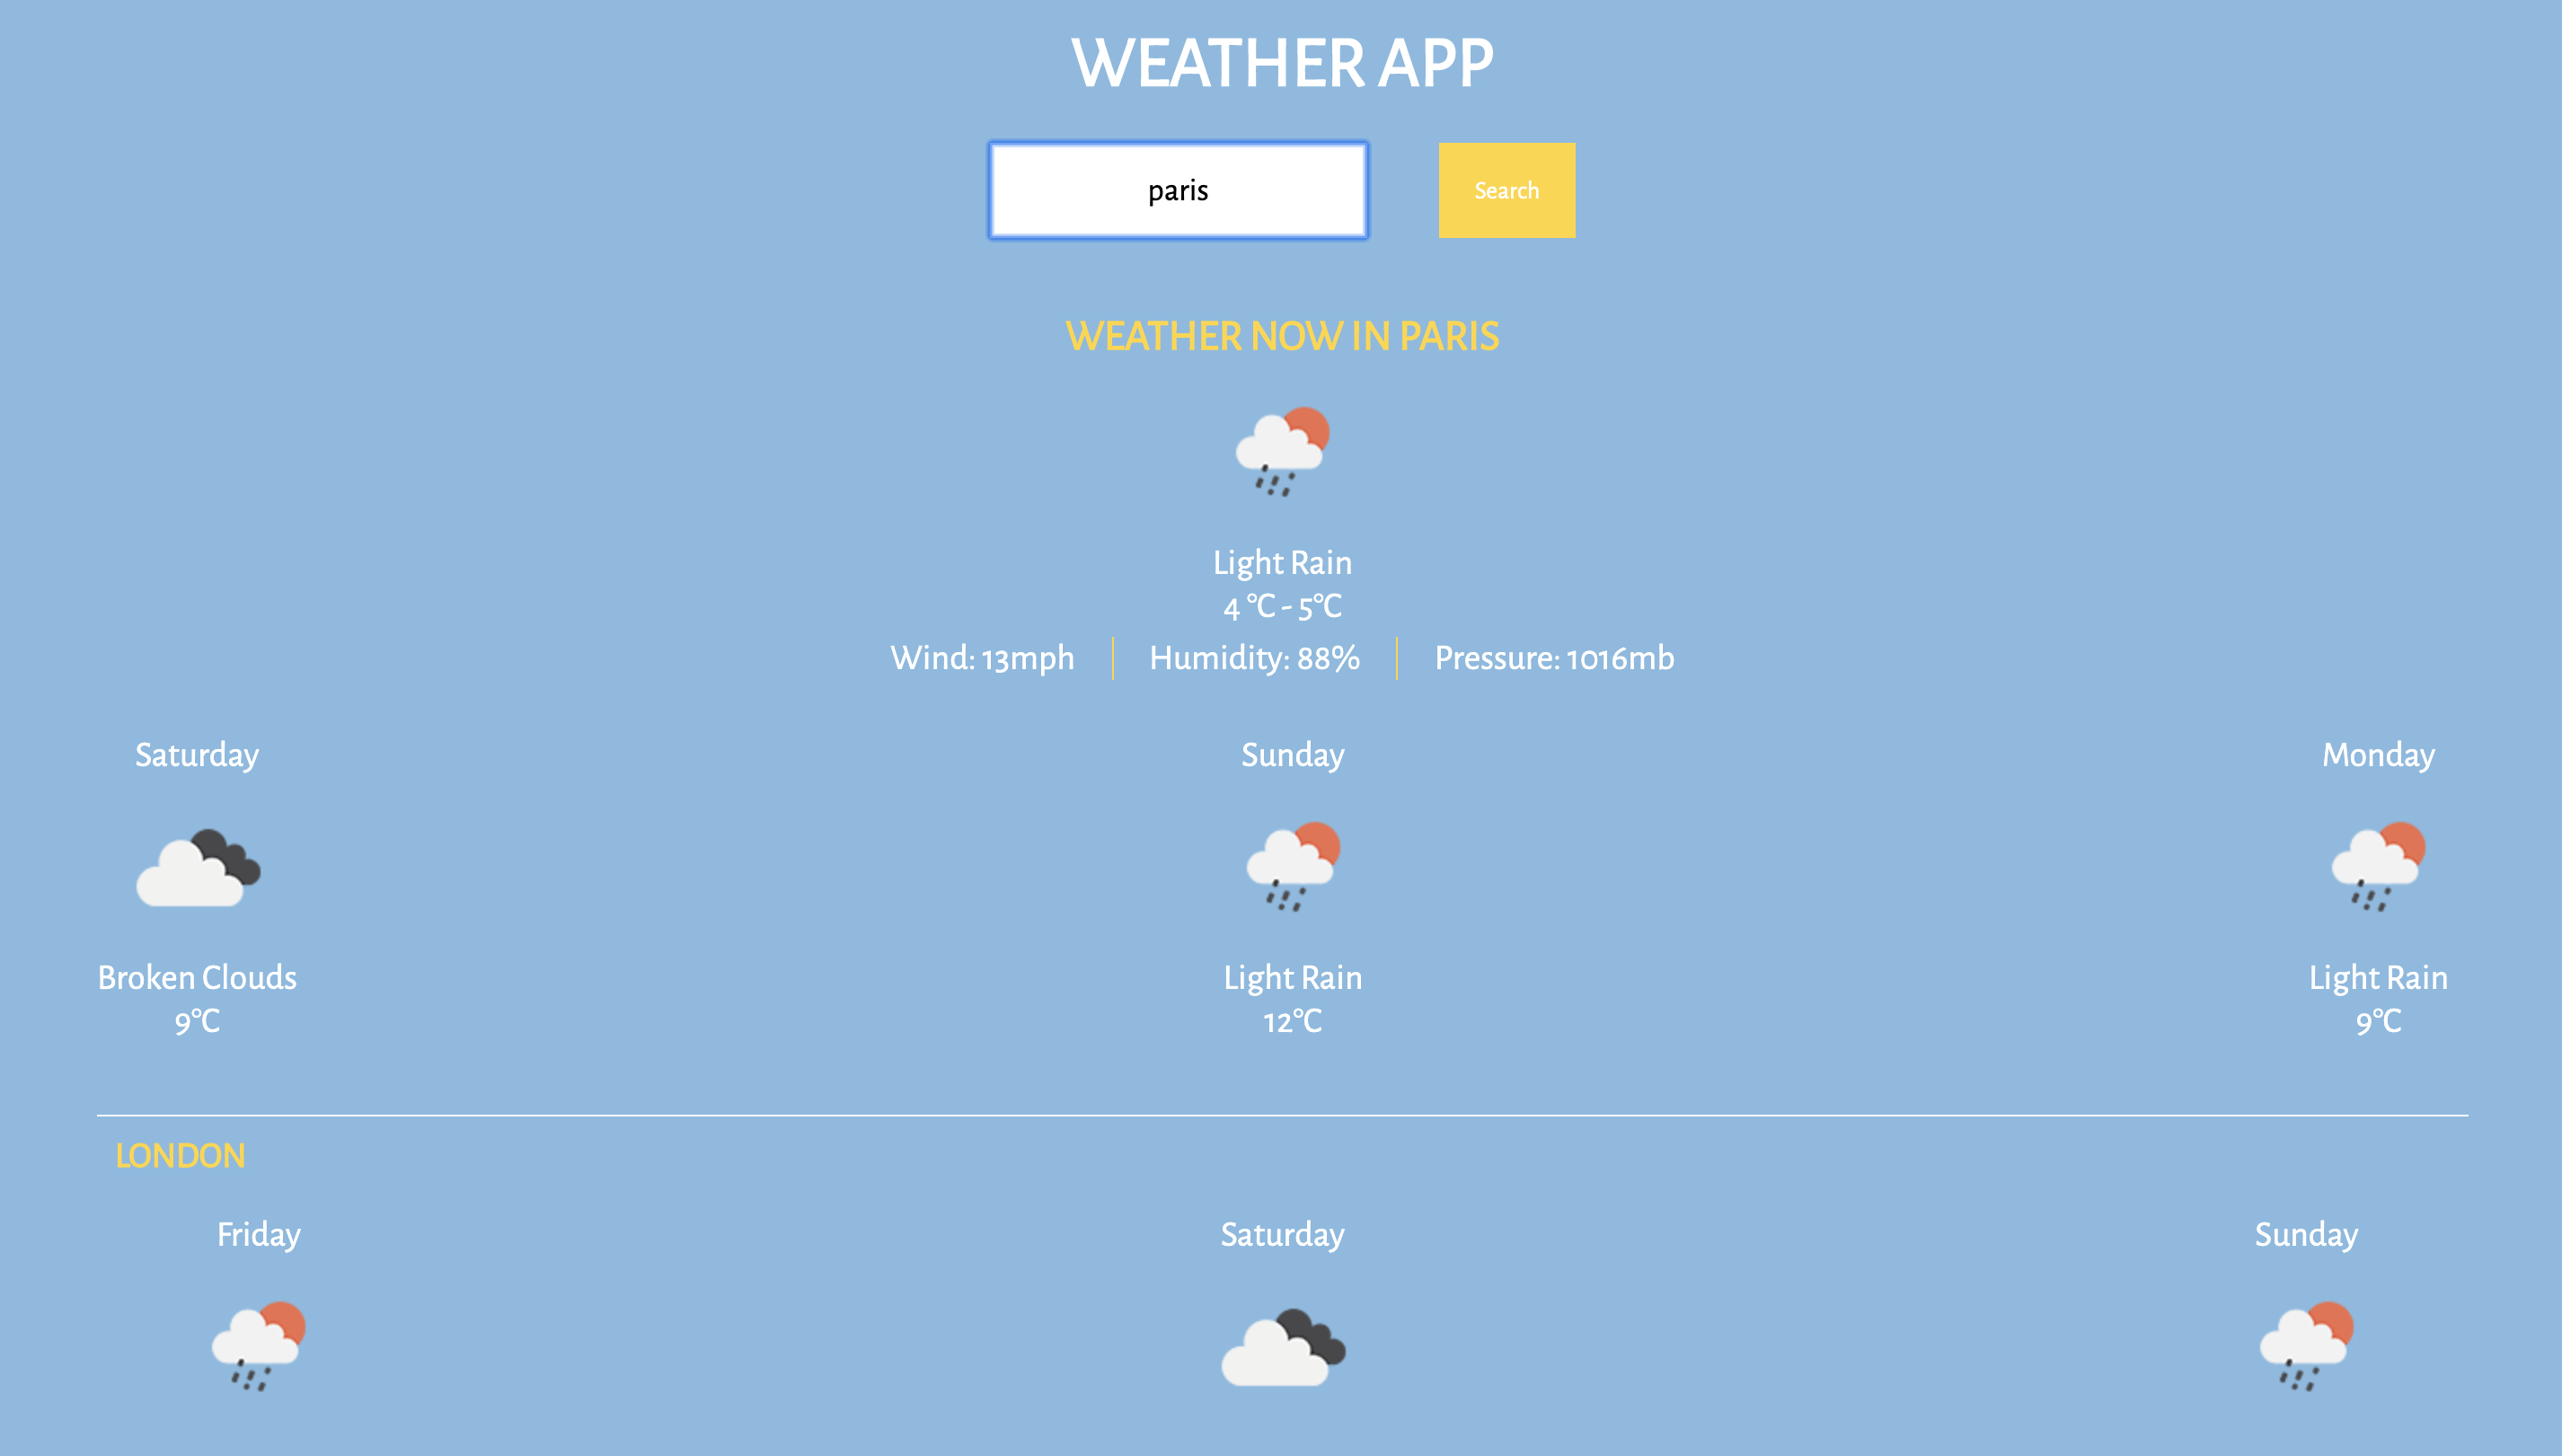 WEATHER APP
paris
Search
WEATHER NOW IN PARIS
Light Rain
4 °C - 5°C
Wind: 13mph Humidity: 88% Pressure: 1016mb
Saturday Sunday Monday
Broken Clouds Light Rain Light Rain
9°C 12°C 9°C
LONDON
Friday Saturday Sunday